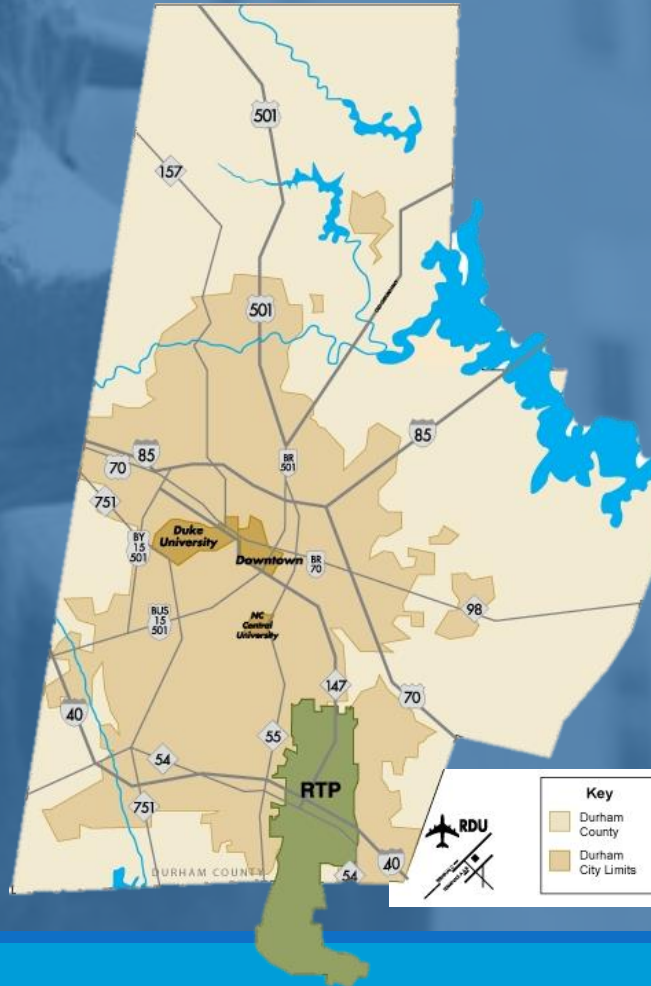 501
157
501
85
85
70
BR
501
751
BY
15
501
Duke
University
Downtown
BR
70
98
BUS
15
501
NC
Central
University
147
70
40
55
54
RTP
751
40
54
DURHAM COUNTY
RDU
Key
Durham
County
Durham
City Limits